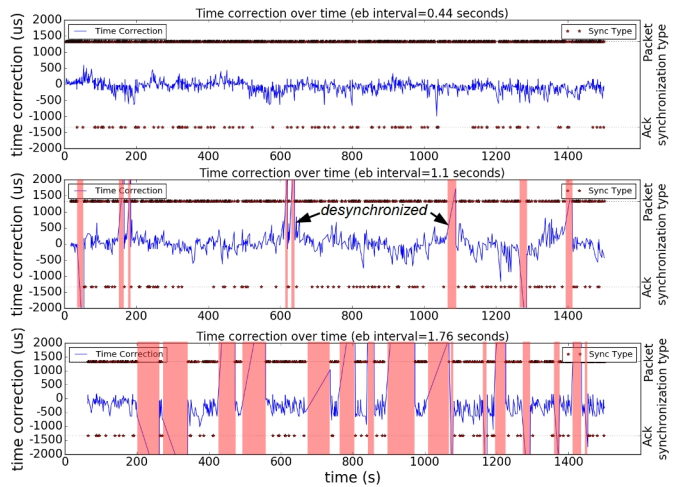 Time correction over time (eb interval=0.44 seconds)
2000
1500
1000
500
0
-500
-1000
-1500
-2000
time correction (us)
Time Correction
Sync Type
Packet
Ack
synchronization type
0 200 400 600 800 1000 1200 1400
Time correction over time (eb interval=1.1 seconds)
2000
1500
1000
500
0
-500
-1000
-1500
-2000
time correction (us)
Time Correction
Sync Type
desynchronized
Packet
Ack
synchronization type
0 200 400 600 800 1000 1200 1400
Time correction over time (eb interval=1.76 seconds)
2000
1500
1000
500
0
-500
-1000
-1500
-2000
time correction (us)
Time Correction
Sync Type
Packet
Ack
synchronization type
0 200 400 600 800 1000 1200 1400
time (s)